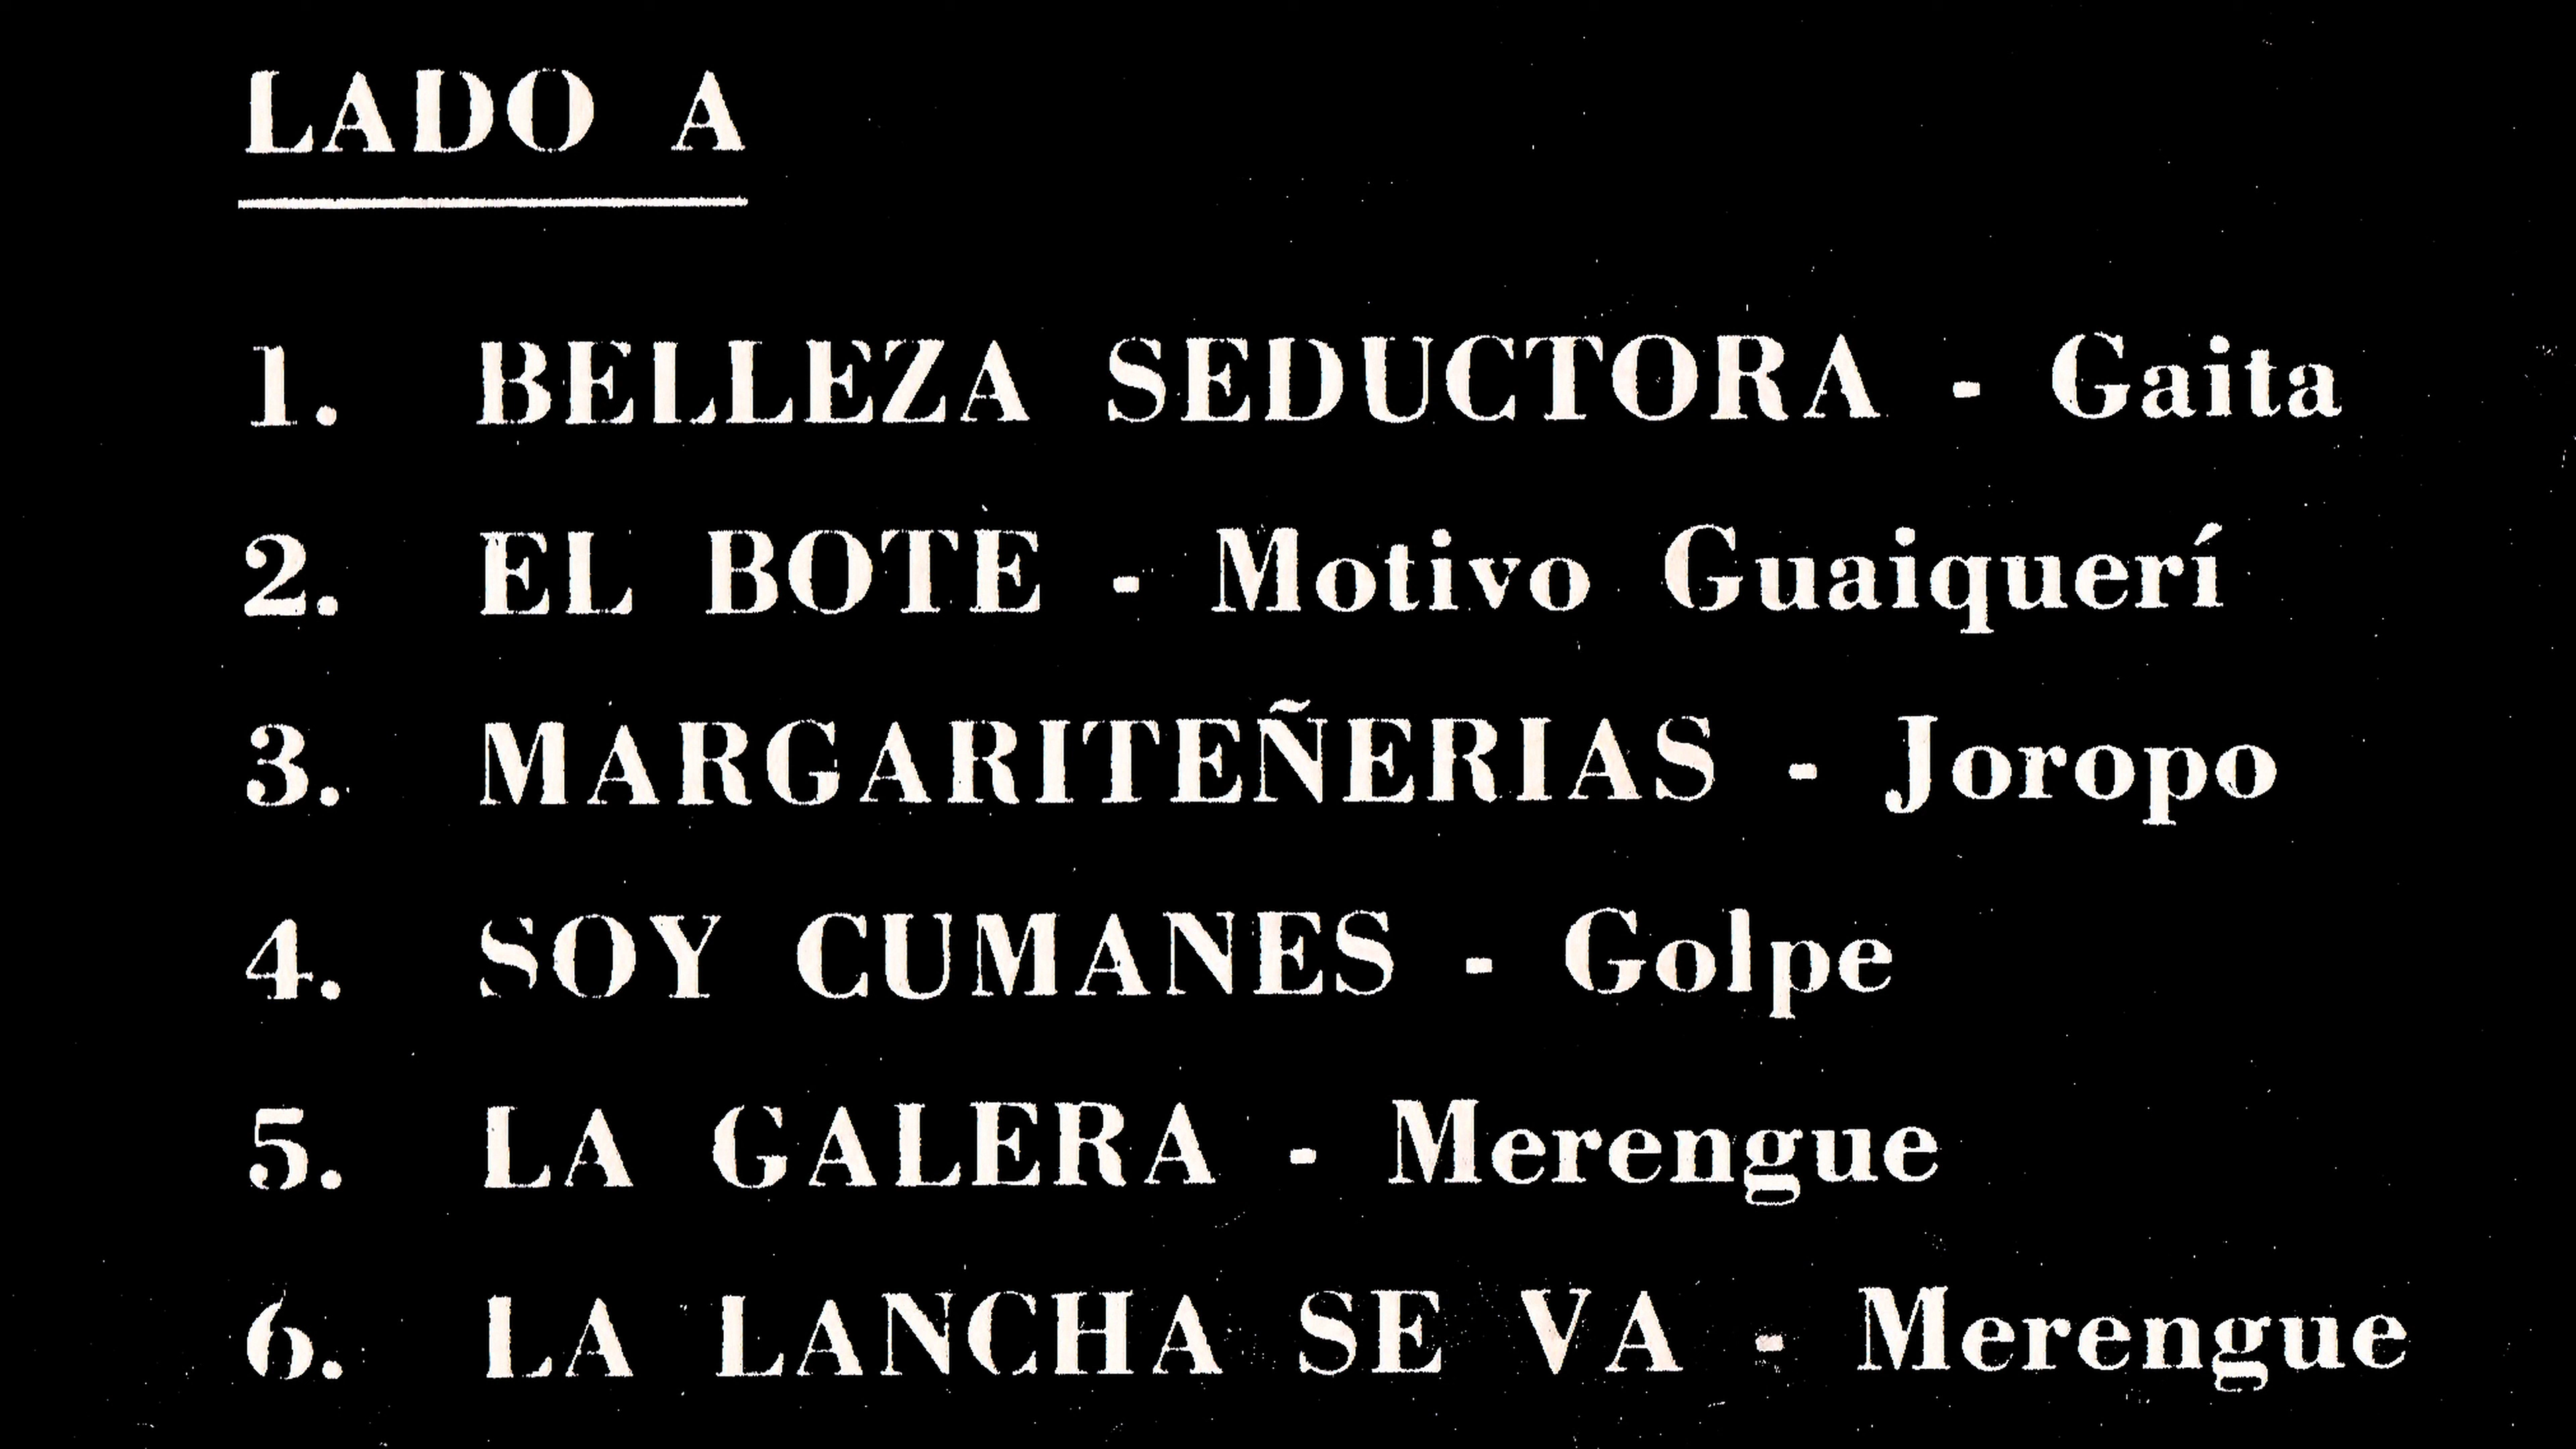 LADO A
1. BELLEZA SEDUCTORA - Gaita
2. EL BOTE - Motivo Guaiquerí
3. MARGARITEÑERIAS - Joropo
4. SOY CUMANES - Golpe
5. LA GALERA - Merengue
6. LA LANCHA SE VA - Merengue